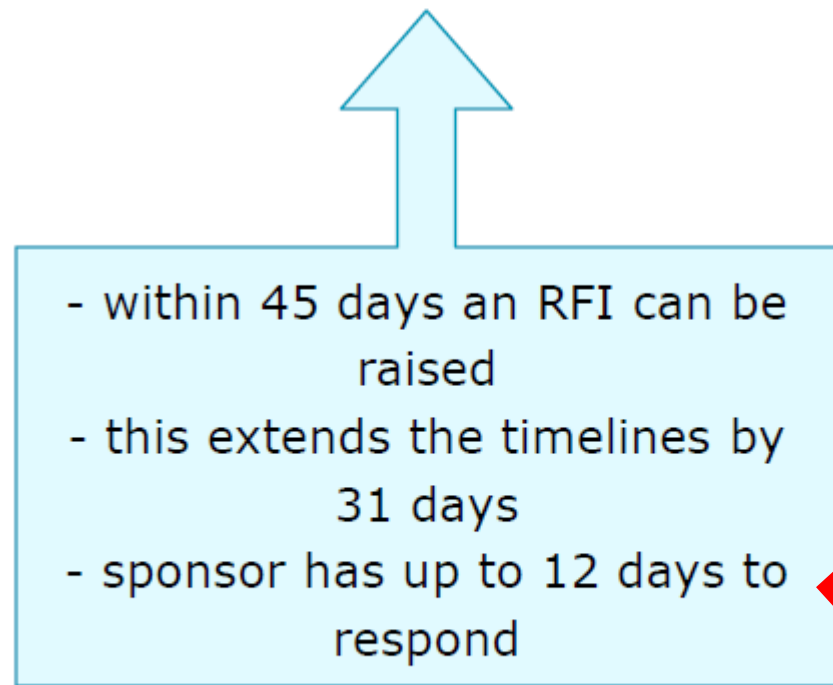 - within 45 days an RFI can be
raised
- this extends the timelines by
31 days
- sponsor has up to 12 days to
respond